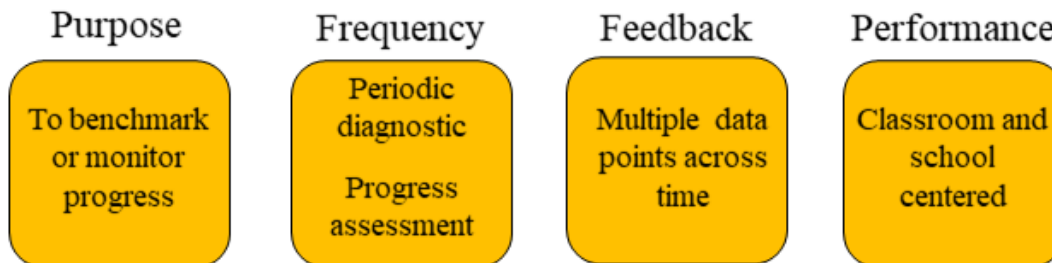 Purpose
To benchmark
or monitor
progress
Frequency
Periodic
diagnostic
Progress
assessment
Feedback
Multiple data
points across
time
Performance
Classroom and
school
centered